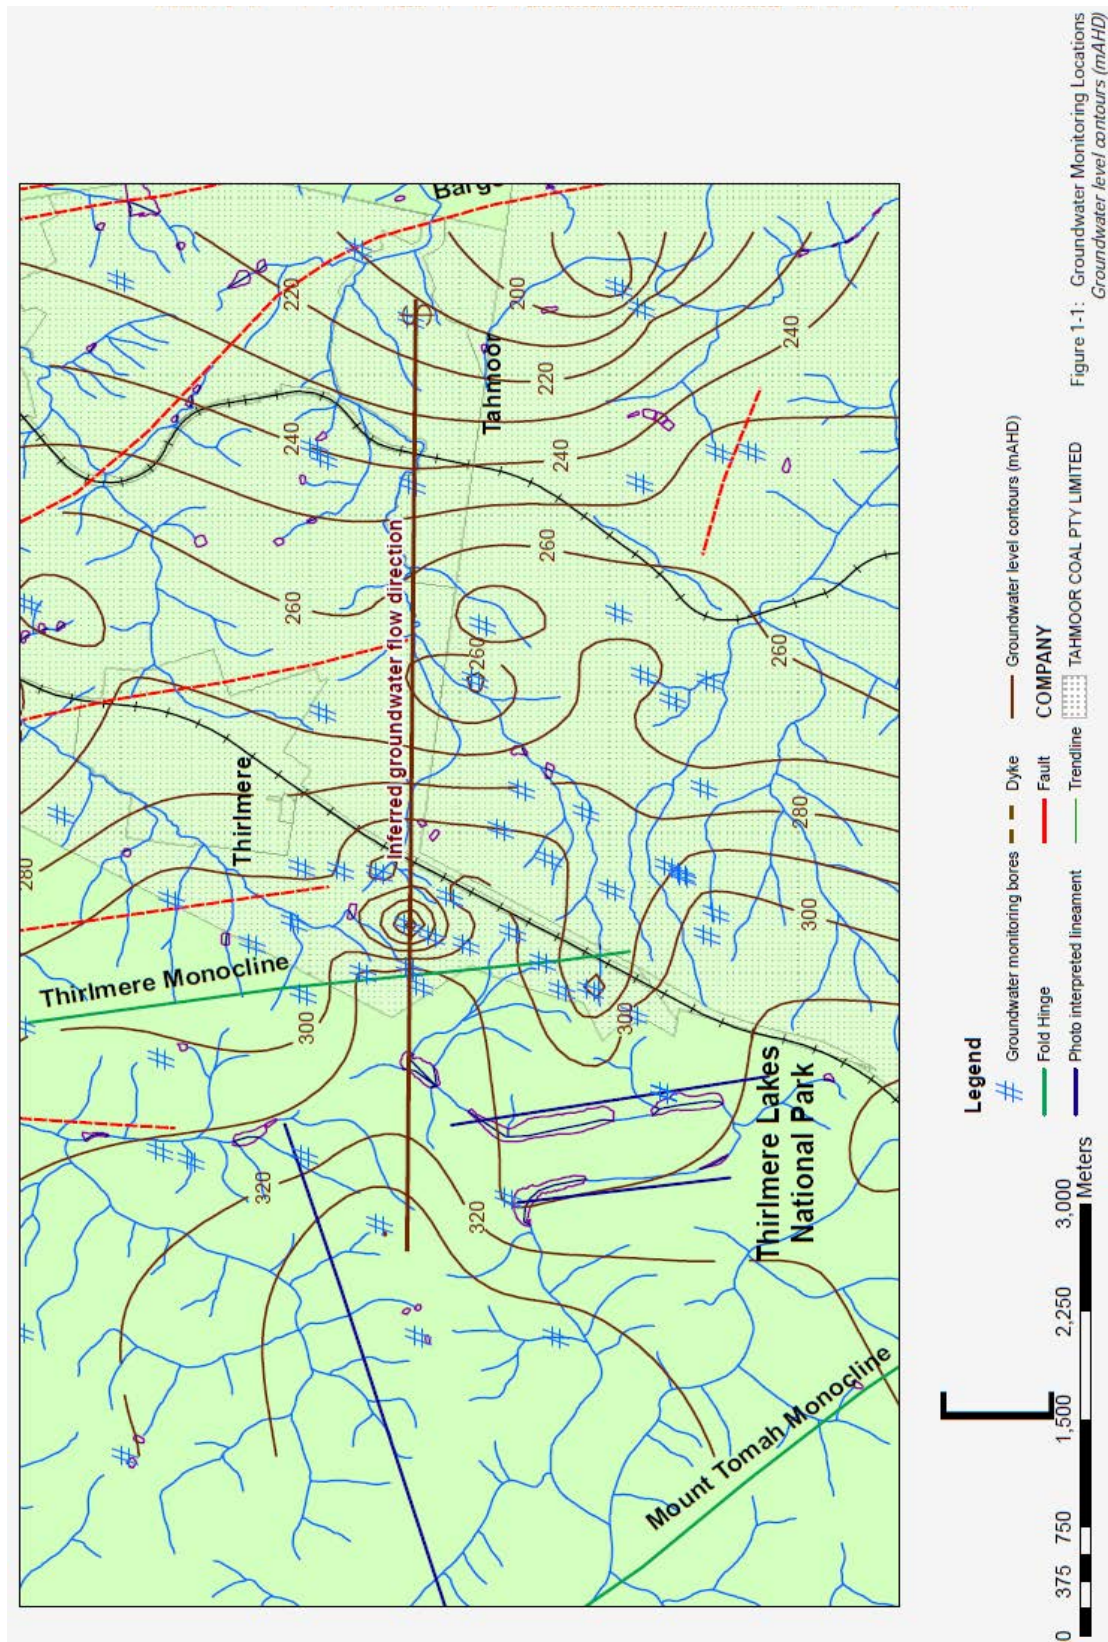 Figure 1-1: Groundwater Monitoring Locations
Groundwater level contours (mAHD)
Thirlmere
Thirlmere Monocline
Inferred groundwater flow direction
Tahmoor
Thirlmere Lakes
National Park
Mount Tomah Monocline
220
200
220
240
240
240
260
260
260
260
280
280
300
300
300
320
320
Legend
Groundwater monitoring bores
Dyke
Groundwater level contours (mAHD)
Fold Hinge
Fault
COMPANY
Photo interpreted lineament
Trendline
TAHMOOR COAL PTY LIMITED
0 375 750 1,500 2,250 3,000
Meters